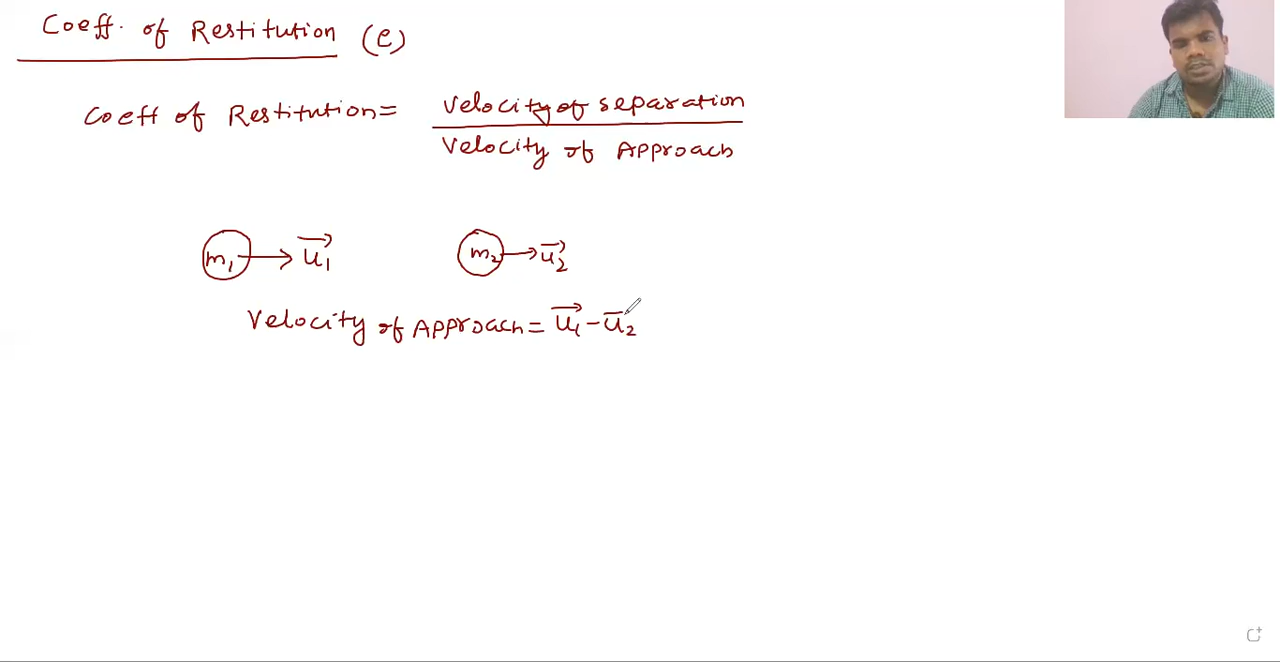 Coeff. of Restitution (e)
Coeff of Restitution = Velocity of separation
Velocity of Approach
m₁ → u₁⃗ m₂ → u₂⃗
Velocity of Approach = u₁⃗ - u̅₂